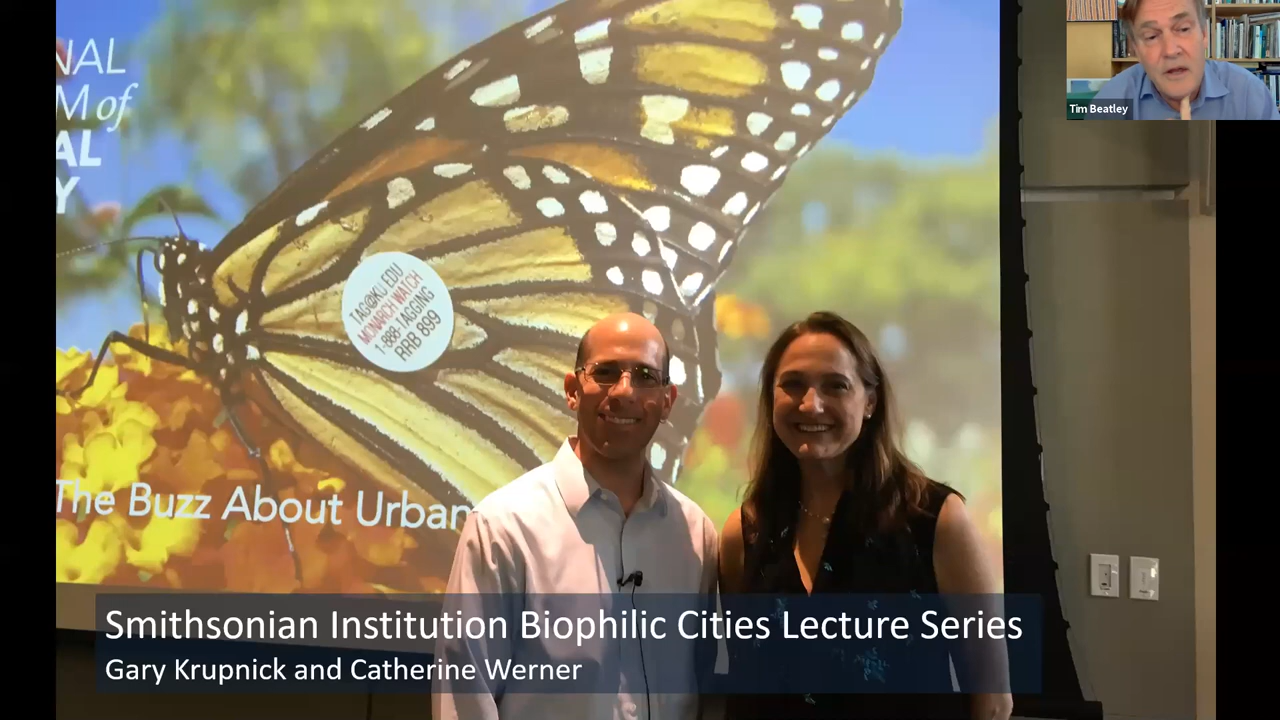 NAL
M of
AL
Y
TAG@KU.EDU
MONARCH WATCH
1-888-TAGGING
RRB 899
The Buzz About Urban
Tim Beatley
Smithsonian Institution Biophilic Cities Lecture Series
Gary Krupnick and Catherine Werner